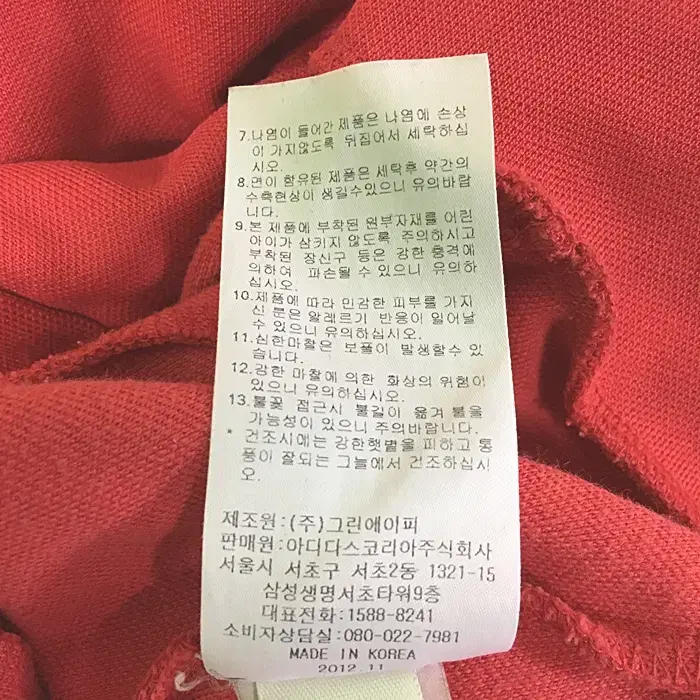 7.나염이 들어간 제품은 나염에 손상
이 가지않도록 뒤집어서 세탁하십
시오.
8.면이 함유된 제품은 세탁후 약간의
수축현상이 생길수있으니 유의바랍
니다.
9.본 제품에 부착된 원부자재를 어린
아이가 삼키지 않도록 주의하시고
부착된 장신구 등은 강한 충격에
의하여 파손될수 있으니 유의하
십시오.
10.제품에 따라 민감한 피부를 가지
신 분은 알레르기 반응이 일어날
수 있으니 유의하십시오.
11.심한마찰은 보풀이 발생할수 있
습니다.
12.강한 마찰에 의한 화상의 위험이
있으니 유의하십시오.
13.불꽃 접근시 불길이 옮겨 붙을
가능성이 있으니 주의바랍니다.
* 건조시에는 강한햇볕을 피하고 통
풍이 잘되는 그늘에서 건조하십시
오.
제조원:(주)그린에이피
판매원:아디다스코리아주식회사
서울시 서초구 서초2동 1321-15
삼성생명서초타워9층
대표전화:1588-8241
소비자상담실:080-022-7981
MADE IN KOREA
2012.11